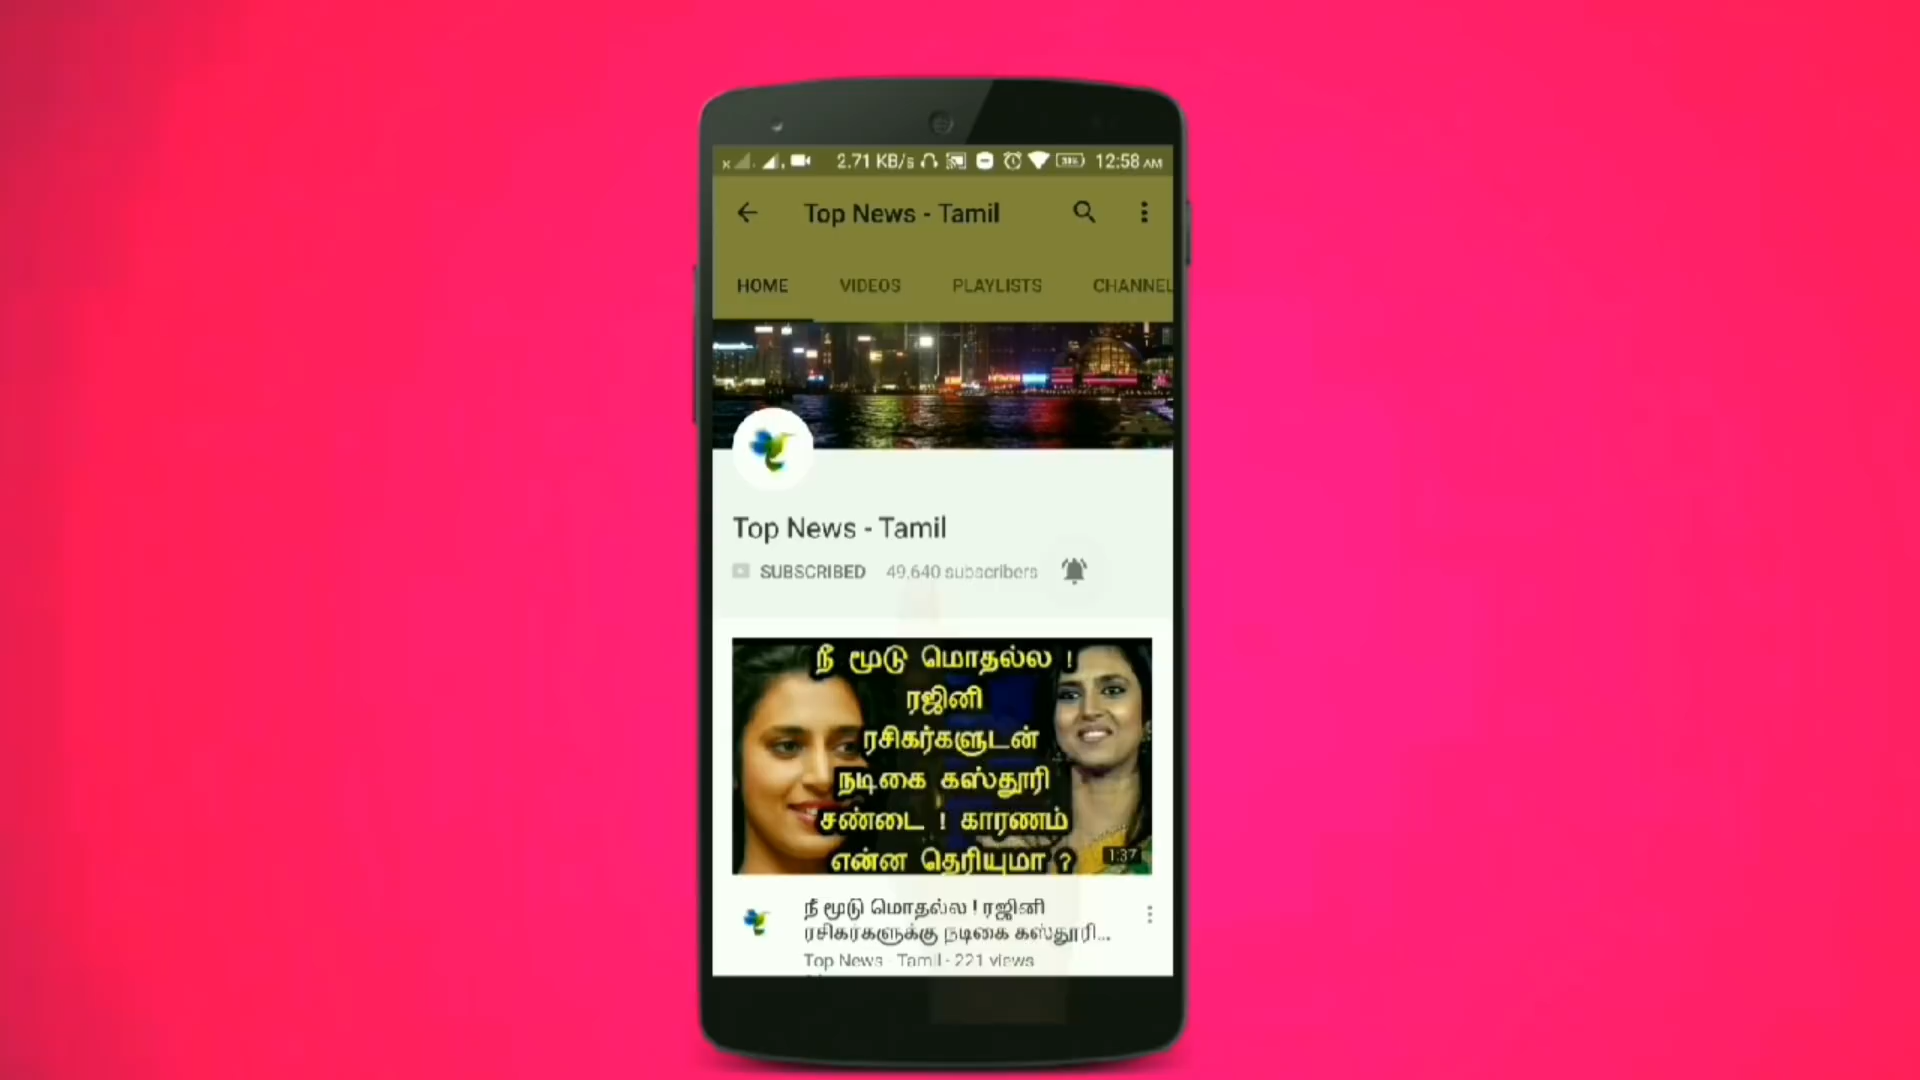 2.71 KB/s 12:58 AM
Top News - Tamil
HOME VIDEOS PLAYLISTS CHANNEL
Top News - Tamil
SUBSCRIBED 49,640 subscribers
நீ மூடு மொதல்ல !
ரஜினி
ரசிகர்களுடன்
நடிகை கஸ்தூரி
சண்டை ! காரணம்
என்ன தெரியுமா ?
1:37
நீ மூடு மொதல்ல ! ரஜினி
ரசிகர்களுக்கு நடிகை கஸ்தூரி...
Top News - Tamil - 221 views